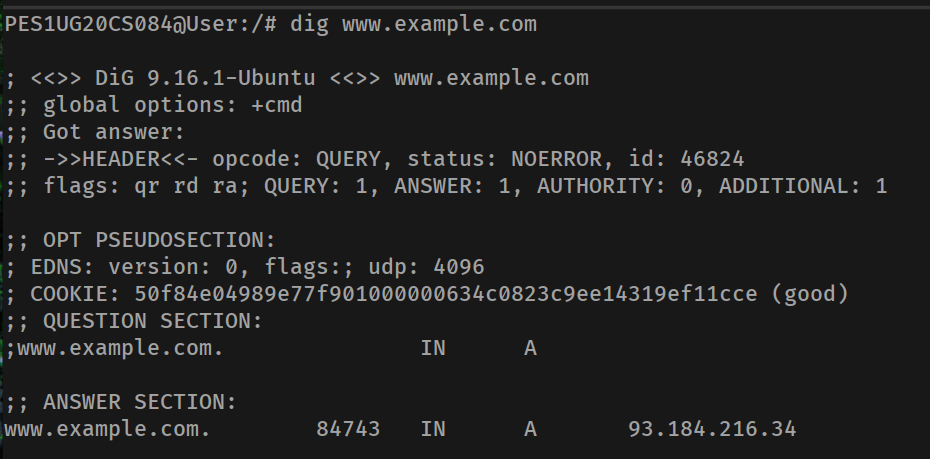 PES1UG20CS084@User:/# dig www.example.com
; <<>> DiG 9.16.1-Ubuntu <<>> www.example.com
;; global options: +cmd
;; Got answer:
;; ->>HEADER<<- opcode: QUERY, status: NOERROR, id: 46824
;; flags: qr rd ra; QUERY: 1, ANSWER: 1, AUTHORITY: 0, ADDITIONAL: 1
;; OPT PSEUDOSECTION:
; EDNS: version: 0, flags:; udp: 4096
; COOKIE: 50f84e04989e77f901000000634c0823c9ee14319ef11cce (good)
;; QUESTION SECTION:
;www.example.com. IN A
;; ANSWER SECTION:
www.example.com. 84743 IN A 93.184.216.34